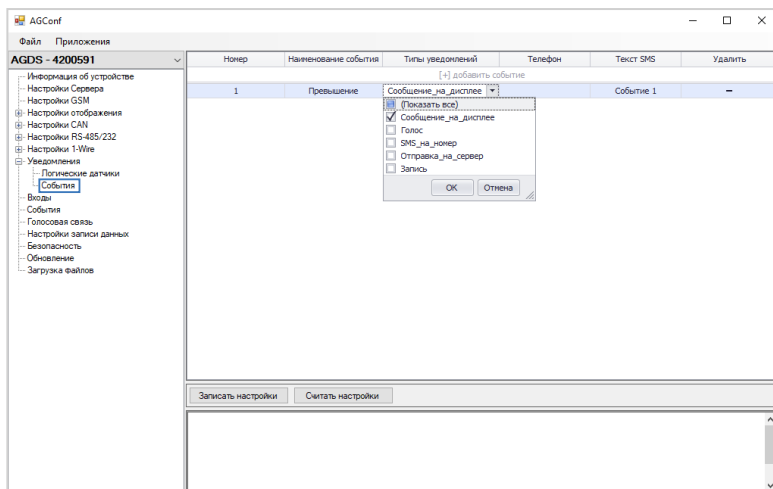 AGConf
Файл Приложения
AGDS - 4200591
Информация об устройстве
Настройки Сервера
Настройки GSM
Настройки отображения
Настройки CAN
Настройки RS-485/232
Настройки 1-Wire
Уведомления
Логические датчики
События
Входы
События
Голосовая связь
Настройки записи данных
Безопасность
Обновление
Загрузка файлов
Номер Наименование события Типы уведомлений Телефон Текст SMS Удалить
[+] добавить событие
1 Превышение Сообщение_на_дисплее Событие 1 –
(Показать все)
Сообщение_на_дисплее
Голос
SMS_на_номер
Отправка_на_сервер
Запись
OK Отмена
Записать настройки Считать настройки